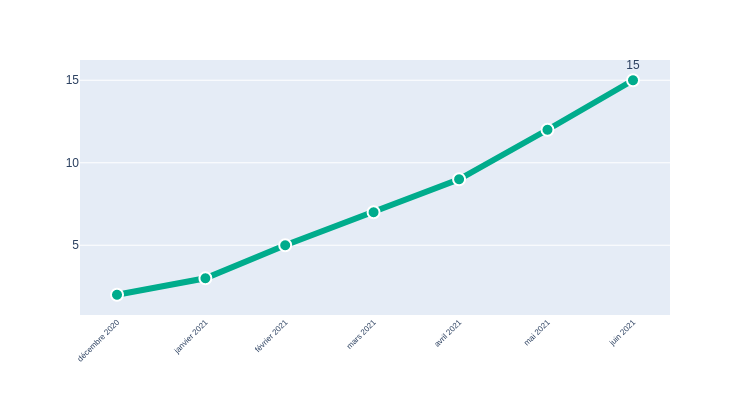 15
15
10
5
décembre 2020
janvier 2021
février 2021
mars 2021
avril 2021
mai 2021
juin 2021